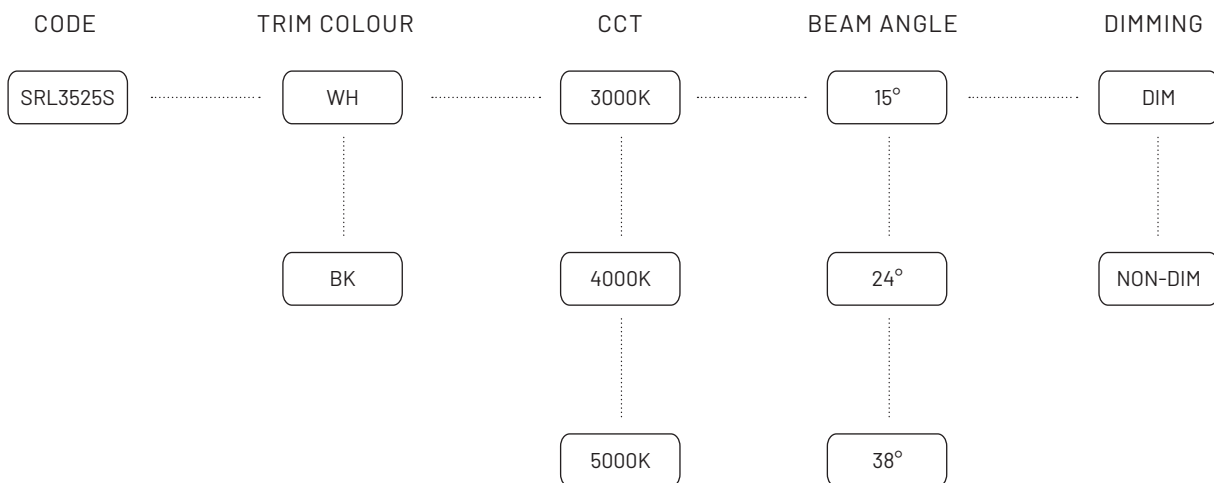 CODE TRIM COLOUR CCT BEAM ANGLE DIMMING
SRL3525S WH 3000K 15° DIM
BK 4000K 24° NON-DIM
5000K 38°